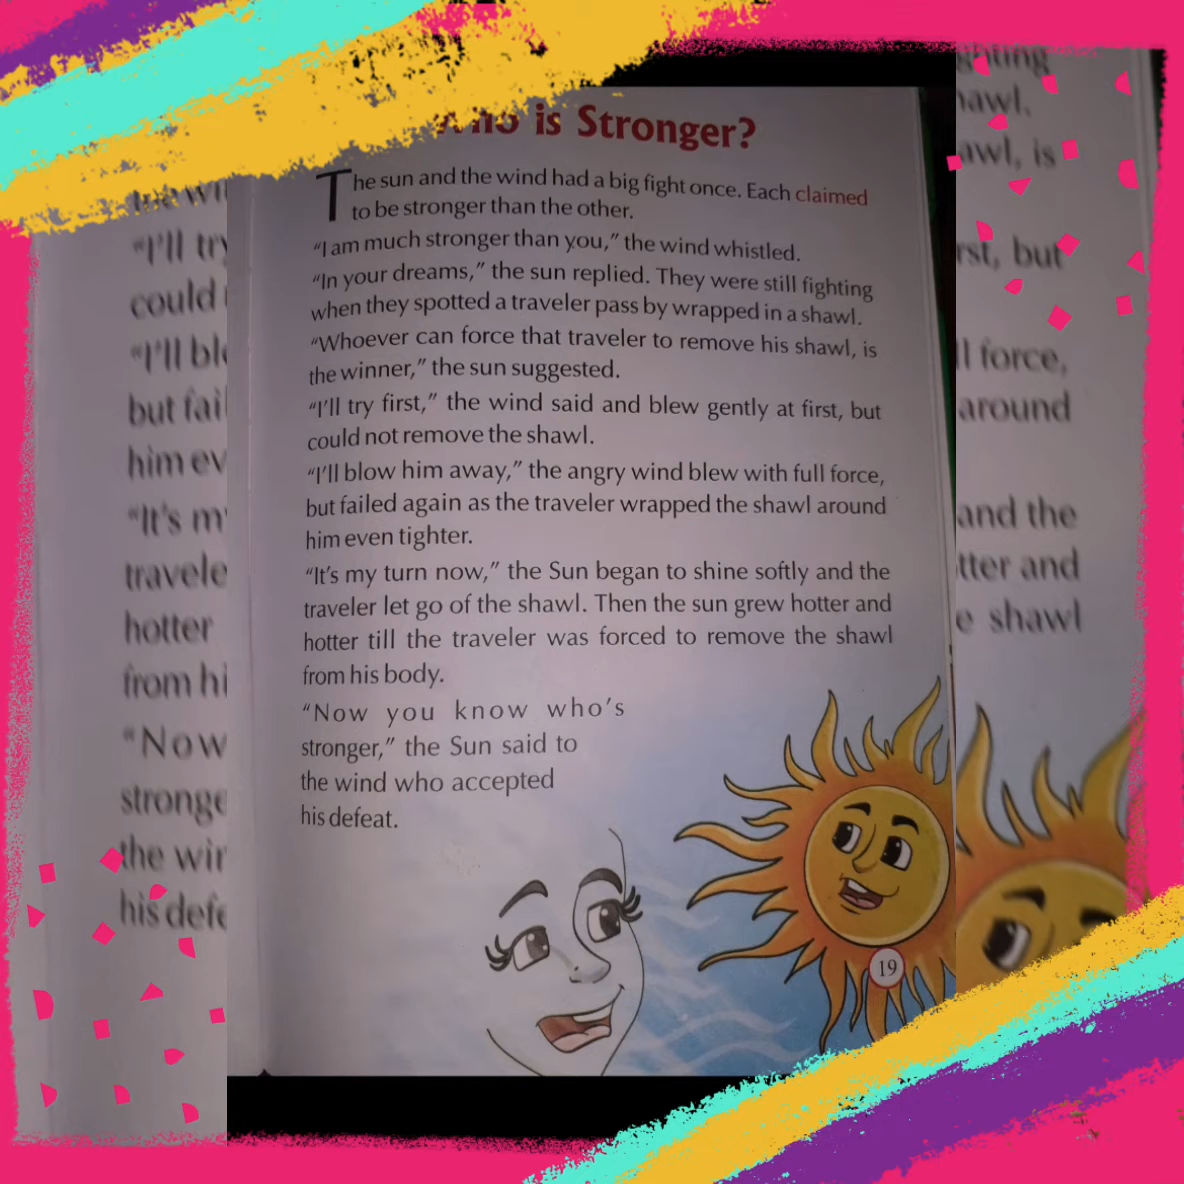 Who is Stronger?
The sun and the wind had a big fight once. Each claimed
to be stronger than the other.
“I am much stronger than you,” the wind whistled.
“In your dreams,” the sun replied. They were still fighting
when they spotted a traveler pass by wrapped in a shawl.
“Whoever can force that traveler to remove his shawl, is
the winner,” the sun suggested.
“I’ll try first,” the wind said and blew gently at first, but
could not remove the shawl.
“I’ll blow him away,” the angry wind blew with full force,
but failed again as the traveler wrapped the shawl around
him even tighter.
“It’s my turn now,” the Sun began to shine softly and the
traveler let go of the shawl. Then the sun grew hotter and
hotter till the traveler was forced to remove the shawl
from his body.
“Now you know who’s
stronger,” the Sun said to
the wind who accepted
his defeat.
19